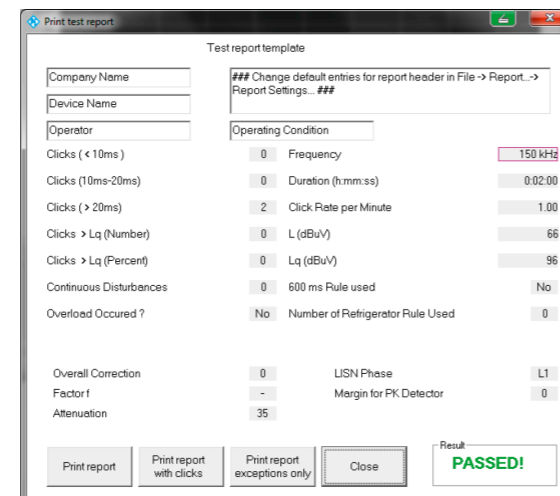 Print test report
Test report template
Company Name
### Change default entries for report header in File -> Report...->
Report Settings... ###
Device Name
Operator
Operating Condition
Clicks ( < 10ms ) 0 Frequency 150 kHz
Clicks (10ms-20ms) 0 Duration (h:mm:ss) 0:02:00
Clicks ( > 20ms) 2 Click Rate per Minute 1.00
Clicks > Lq (Number) 0 L (dBuV) 66
Clicks > Lq (Percent) 0 Lq (dBuV) 96
Continuous Disturbances 0 600 ms Rule used No
Overload Occured ? No Number of Refrigerator Rule Used 0
Overall Correction 0 LISN Phase L1
Factor f - Margin for PK Detector 0
Attenuation 35
Print report
Print report
with clicks
Print report
exceptions only
Close
Result
PASSED!